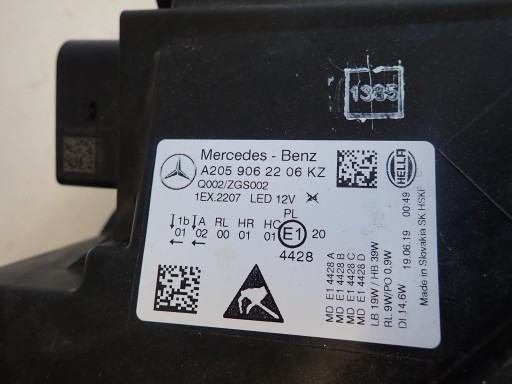 1385
Mercedes - Benz
A205 906 22 06 KZ
Q002/ZGS002
1EX.2207 LED 12V
PL
1b A RL HR HC
01 02 00 01 01 E1 20
4428
HELLA
MD E1 4428 A
MD E1 4428 B
MD E1 4428 C
MD E1 4428 D
LB 19W / HB 39W
RL 9W/PO 0,9W
DI 14,6W 19.06.19 00:49
Made in Slovakia SK HSKF